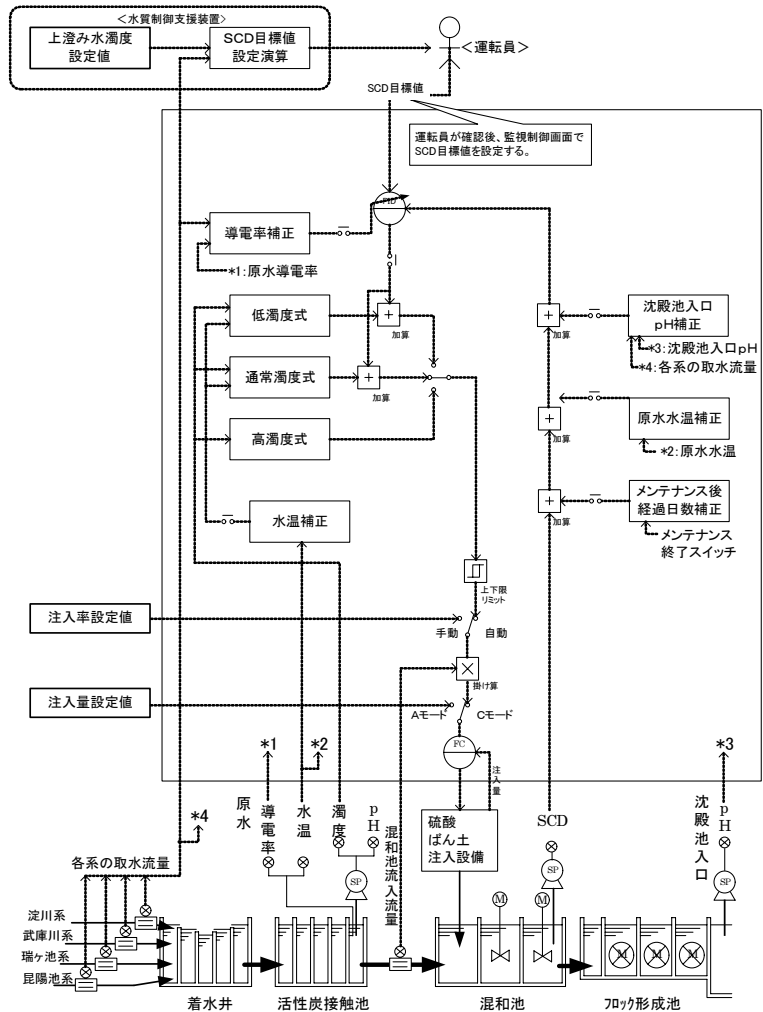 ＜水質制御支援装置＞
上澄み水濁度
設定値
SCD目標値
設定演算
＜運転員＞
SCD目標値
運転員が確認後、監視制御画面で
SCD目標値を設定する。
PID
導電率補正
*1:原水導電率
低濁度式
+
加算
通常濁度式
+
加算
高濁度式
水温補正
+
加算
沈殿池入口
pH補正
*3:沈殿池入口pH
*4:各系の取水流量
+
加算
原水水温補正
*2:原水水温
+
加算
メンテナンス後
経過日数補正
メンテナンス
終了スイッチ
上下限
リミット
注入率設定値
手動
自動
×
掛け算
注入量設定値
Aモード
Cモード
FC
注入量
*1
*2
*3
*4
原水
導電率
水温
濁度
pH
混和池流入流量
硫酸
ばん土
注入設備
SCD
沈殿池入口
pH
各系の取水流量
SP
SP
SP
M
M
淀川系
武庫川系
瑞ヶ池系
昆陽池系
M
M
M
着水井
活性炭接触池
混和池
フロック形成池